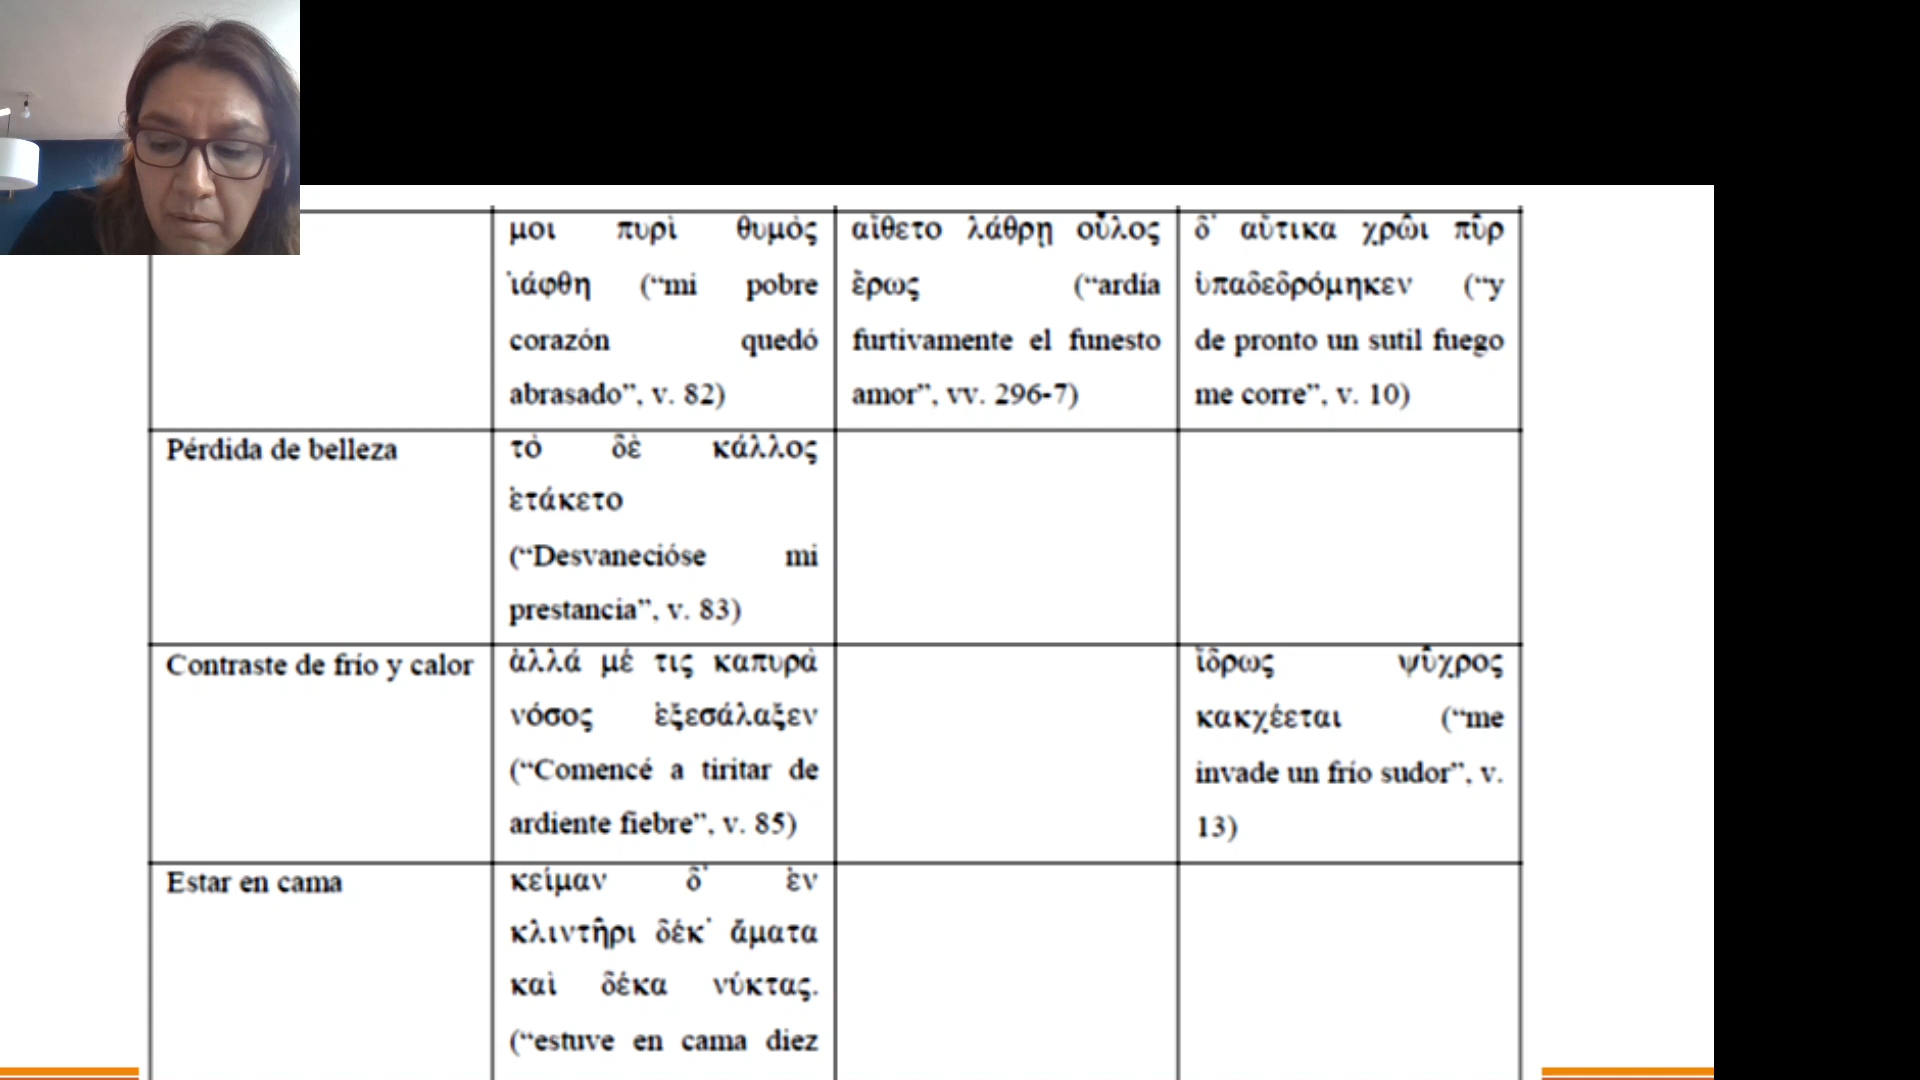 μοι πυρὶ θυμὸς
ἰάφθη (“mi pobre
corazón quedó
abrasado”, v. 82)
αἴθετο λάθρῃ οὖλος
ἔρως (“ardía
furtivamente el funesto
amor”, vv. 296-7)
δ᾽ αὔτικα χρῶι πῦρ
ὐπαδεδρόμηκεν (“y
de pronto un sutil fuego
me corre”, v. 10)
Pérdida de belleza
τὸ δὲ κάλλος
ἐτάκετο
(“Desvanecióse mi
prestancia”, v. 83)
Contraste de frío y calor
ἀλλά μέ τις καπυρὰ
νόσος ἐξεσάλαξεν
(“Comencé a tiritar de
ardiente fiebre”, v. 85)
ἴδρως ψῦχρος
κακχέεται (“me
invade un frío sudor”, v.
13)
Estar en cama
κείμαν δ᾽ ἐν
κλιντῆρι δέκ᾽ ἄματα
καὶ δέκα νύκτας.
(“estuve en cama diez